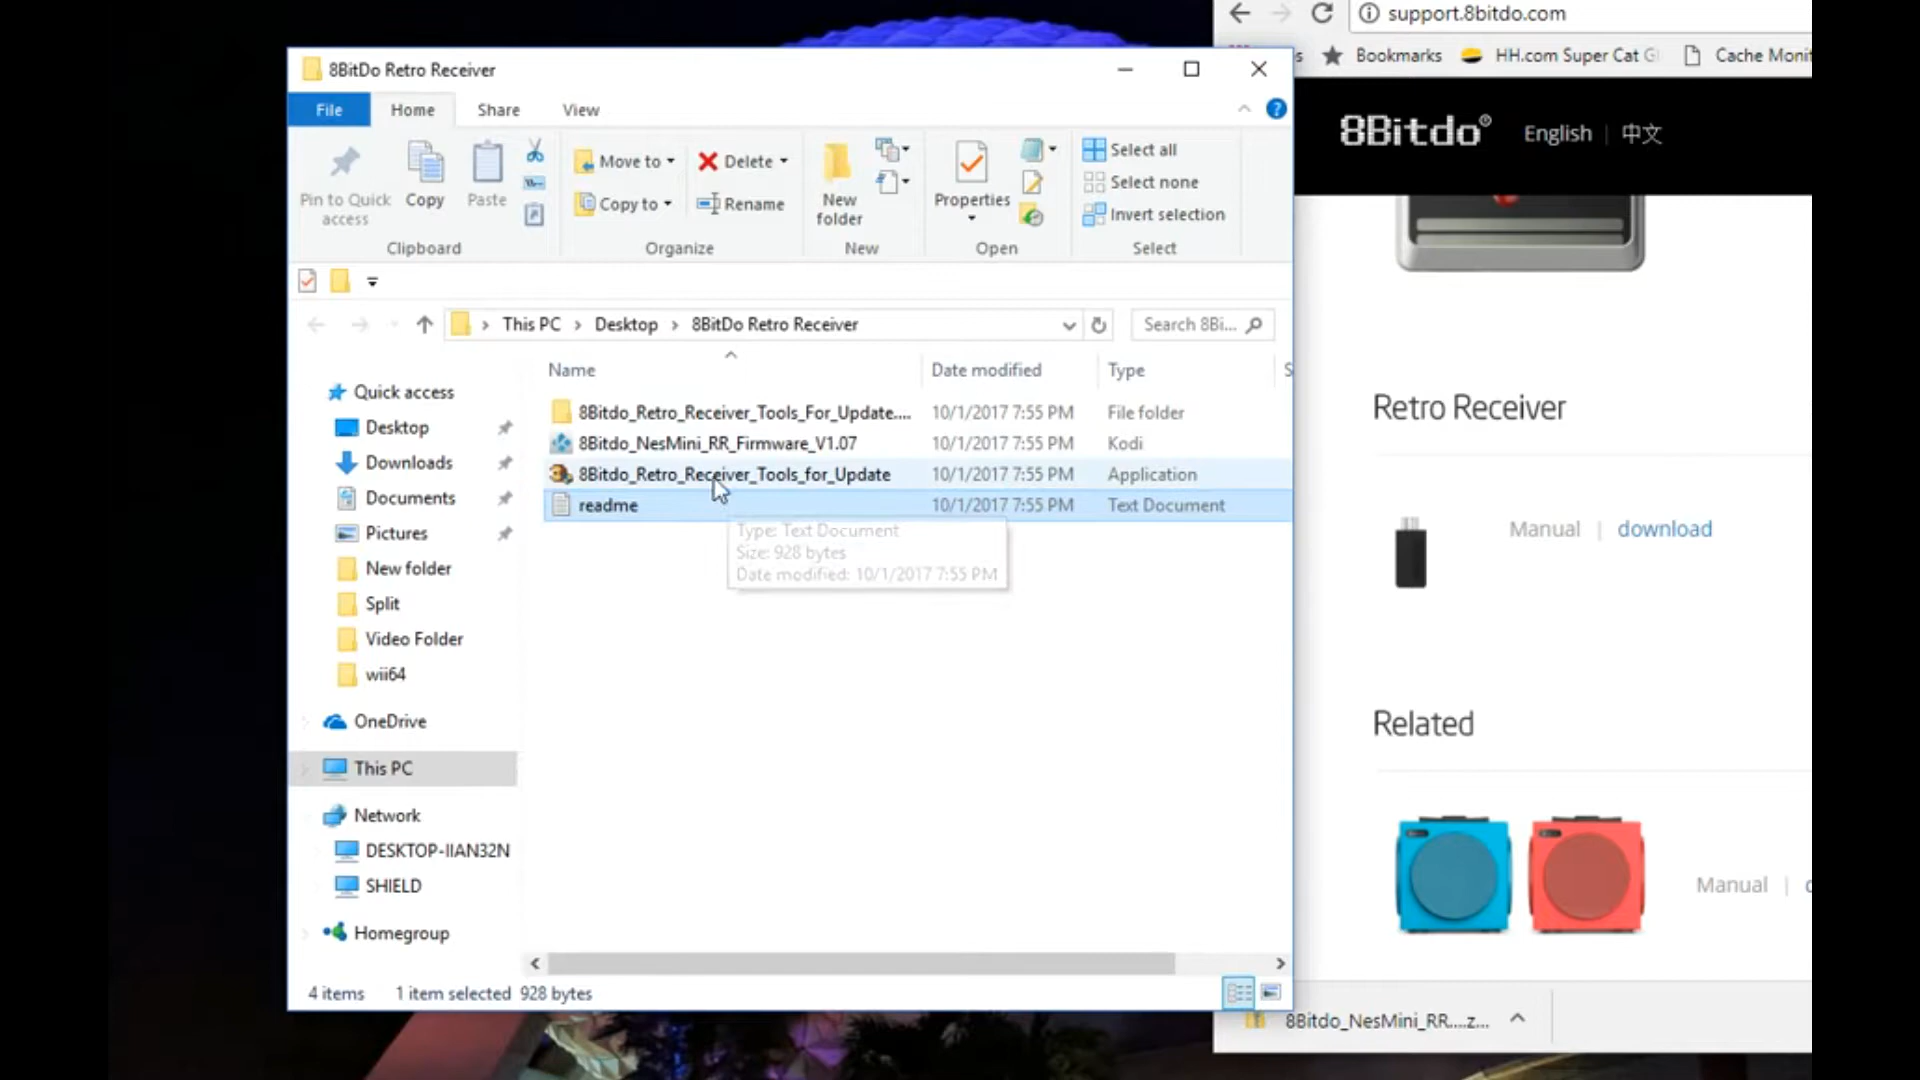 8BitDo Retro Receiver
File
Home
Share
View
Pin to Quick
access
Copy
Paste
Clipboard
Move to
Copy to
Delete
Rename
Organize
New
folder
New
Properties
Open
Select all
Select none
Invert selection
Select
This PC
Desktop
8BitDo Retro Receiver
Search 8Bi...
Name
Date modified
Type
S
8Bitdo_Retro_Receiver_Tools_For_Update....
10/1/2017 7:55 PM
File folder
8Bitdo_NesMini_RR_Firmware_V1.07
10/1/2017 7:55 PM
Kodi
8Bitdo_Retro_Receiver_Tools_for_Update
10/1/2017 7:55 PM
Application
readme
10/1/2017 7:55 PM
Text Document
Type: Text Document
Size: 928 bytes
Date modified: 10/1/2017 7:55 PM
Quick access
Desktop
Downloads
Documents
Pictures
New folder
Split
Video Folder
wii64
OneDrive
This PC
Network
DESKTOP-IIAN32N
SHIELD
Homegroup
4 items
1 item selected
928 bytes
support.8bitdo.com
s
Bookmarks
HH.com Super Cat G
Cache Monit
8Bitdo®
English | 中文
Retro Receiver
Manual | download
Related
Manual |
8Bitdo_NesMini_RR....z...